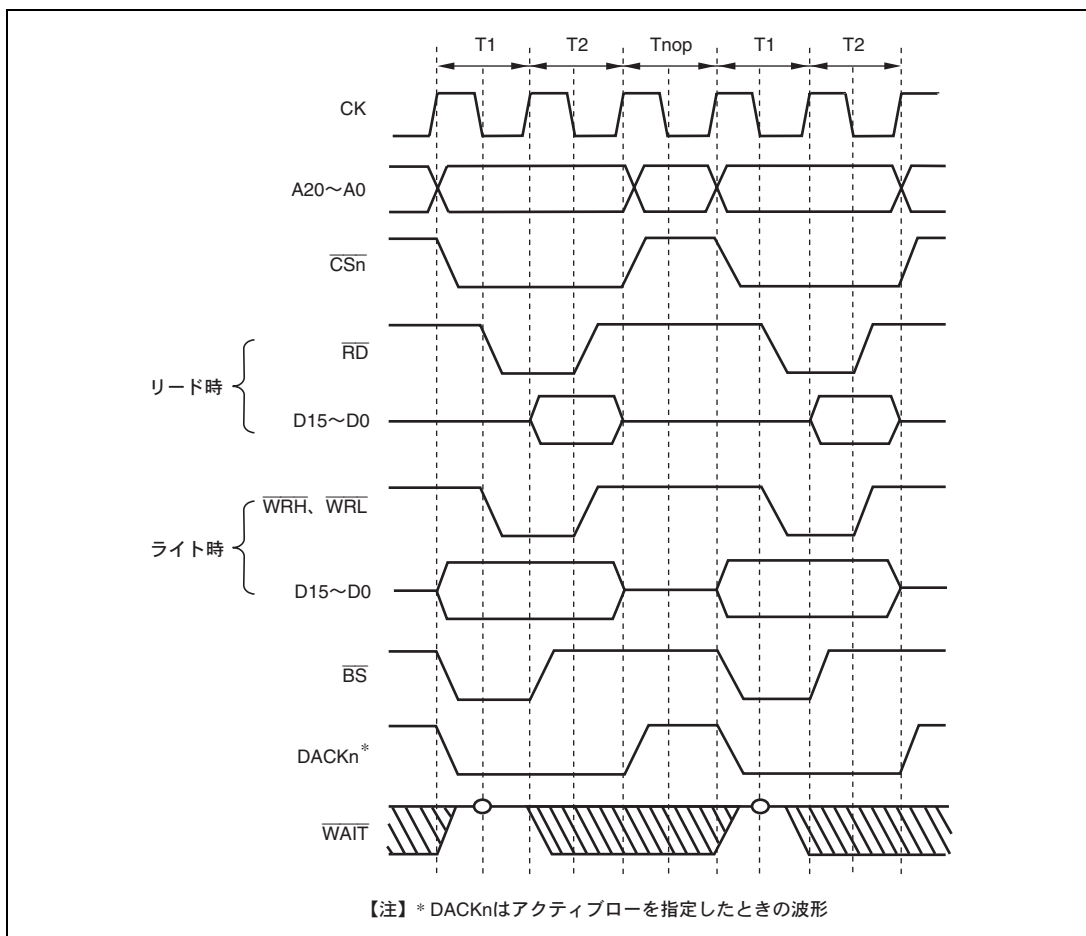 T1 T2 Tnop T1 T2
CK
A20～A0
CSn
リード時
RD
D15～D0
ライト時
WRH、WRL
D15～D0
BS
DACKn*
WAIT
【注】* DACKnはアクティブローを指定したときの波形